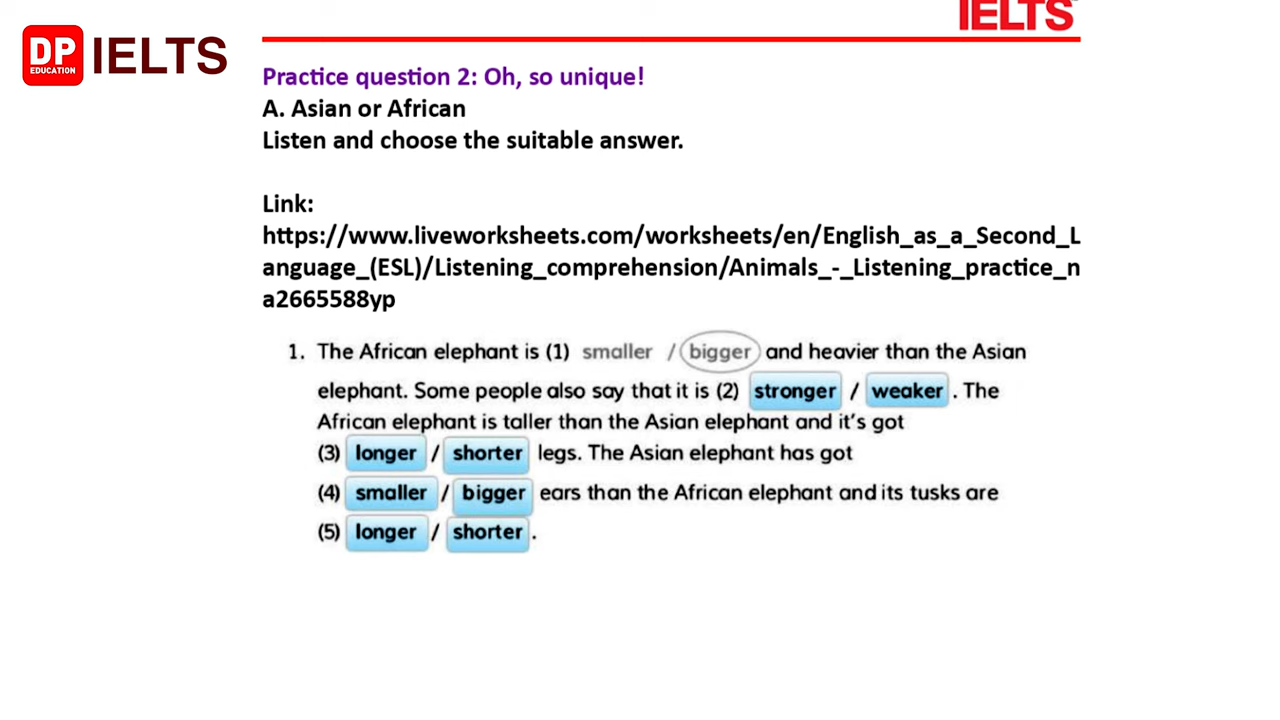 DP
EDUCATION
IELTS
IELTS
Practice question 2: Oh, so unique!
A. Asian or African
Listen and choose the suitable answer.
Link:
https://www.liveworksheets.com/worksheets/en/English_as_a_Second_L
anguage_(ESL)/Listening_comprehension/Animals_-_Listening_practice_n
a2665588yp
1. The African elephant is (1) smaller / bigger and heavier than the Asian
elephant. Some people also say that it is (2) stronger / weaker . The
African elephant is taller than the Asian elephant and it's got
(3) longer / shorter legs. The Asian elephant has got
(4) smaller / bigger ears than the African elephant and its tusks are
(5) longer / shorter .